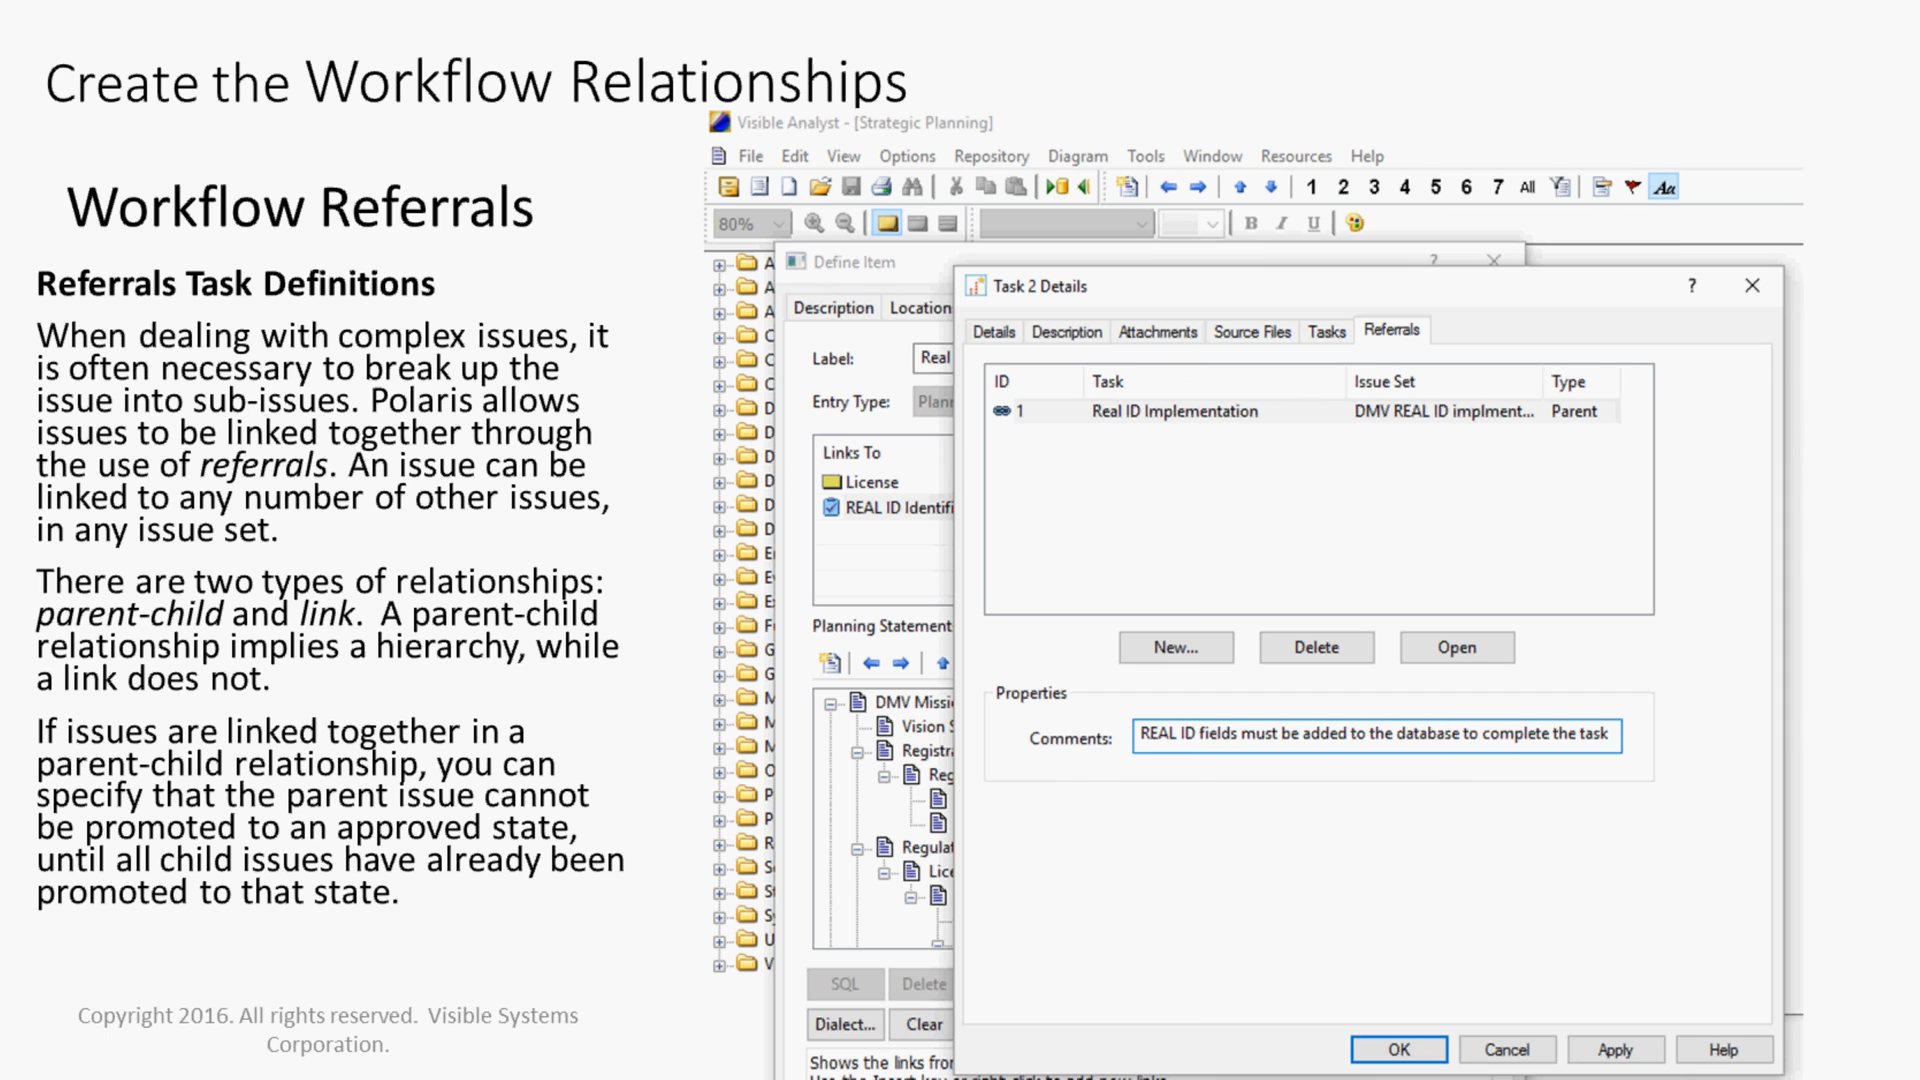 Create the Workflow Relationships
Workflow Referrals
Referrals Task Definitions
When dealing with complex issues, it
is often necessary to break up the
issue into sub-issues. Polaris allows
issues to be linked together through
the use of referrals. An issue can be
linked to any number of other issues,
in any issue set.
There are two types of relationships:
parent-child and link.  A parent-child
relationship implies a hierarchy, while
a link does not.
If issues are linked together in a
parent-child relationship, you can
specify that the parent issue cannot
be promoted to an approved state,
until all child issues have already been
promoted to that state.
Copyright 2016. All rights reserved.  Visible Systems
Corporation.
Visible Analyst - [Strategic Planning]
File Edit View Options Repository Diagram Tools Window Resources Help
1 2 3 4 5 6 7 All Aa
80% B I U
A
A
A
C
C
C
D
D
D
D
D
D
E
E
E
F
G
G
M
M
M
O
P
P
R
S
S
S
U
V
Define Item ?
Description Location
Label: Real
Entry Type: Plan
Links To
License
REAL ID Identifi
Planning Statement
DMV Missi
Vision S
Registra
Reg
Regulat
Lice
SQL Delete
Dialect... Clear
Shows the links fro
Task 2 Details ?
Details Description Attachments Source Files Tasks Referrals
ID Task Issue Set Type
1 Real ID Implementation DMV REAL ID implment... Parent
New... Delete Open
Properties
Comments: REAL ID fields must be added to the database to complete the task
OK Cancel Apply Help